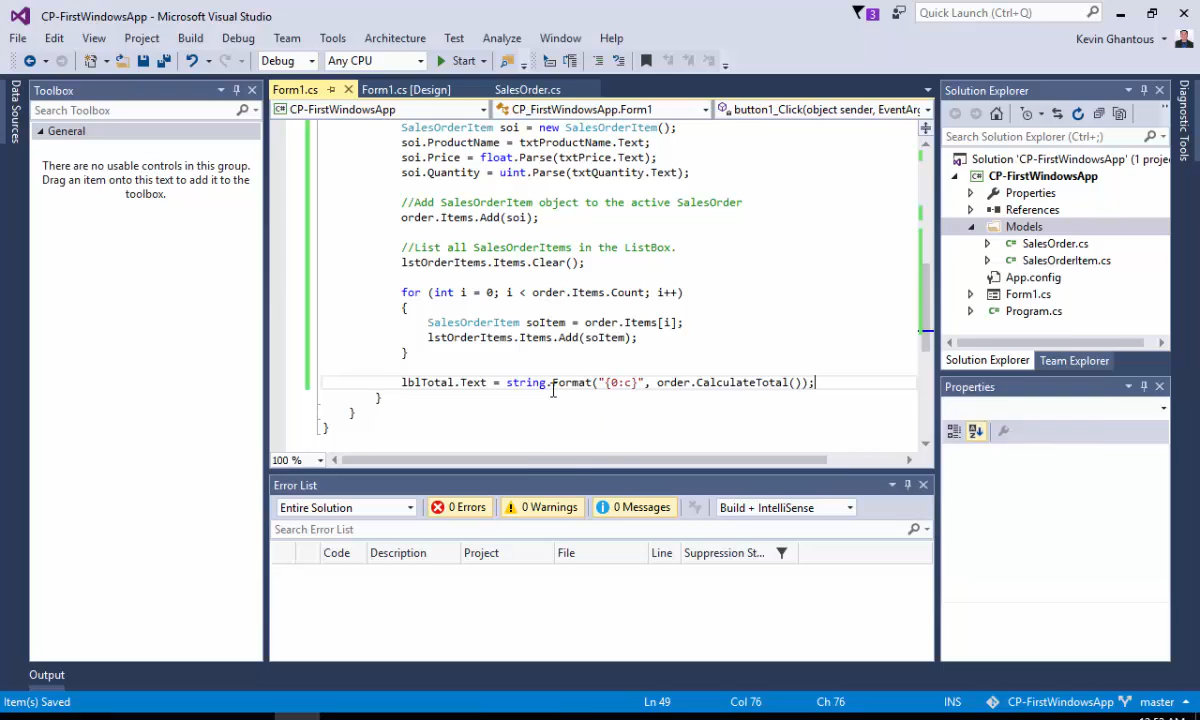 CP-FirstWindowsApp - Microsoft Visual Studio
3
Quick Launch (Ctrl+Q)
File Edit View Project Build Debug Team Tools Architecture Test Analyze Window Help
Kevin Ghantous
Debug Any CPU Start
Data Sources
Toolbox
Search Toolbox
General
There are no usable controls in this group.
Drag an item onto this text to add it to the
toolbox.
Form1.cs Form1.cs [Design] SalesOrder.cs
CP-FirstWindowsApp CP_FirstWindowsApp.Form1 button1_Click(object sender, EventArg
SalesOrderItem soi = new SalesOrderItem();
soi.ProductName = txtProductName.Text;
soi.Price = float.Parse(txtPrice.Text);
soi.Quantity = uint.Parse(txtQuantity.Text);
//Add SalesOrderItem object to the active SalesOrder
order.Items.Add(soi);
//List all SalesOrderItems in the ListBox.
lstOrderItems.Items.Clear();
for (int i = 0; i < order.Items.Count; i++)
{
SalesOrderItem soItem = order.Items[i];
lstOrderItems.Items.Add(soItem);
}
lblTotal.Text = string.Format("{0:c}", order.CalculateTotal());
}
}
}
100 %
Error List
Entire Solution 0 Errors 0 Warnings 0 Messages Build + IntelliSense
Search Error List
Code Description Project File Line Suppression St...
Solution Explorer
Search Solution Explorer (Ctrl+;)
Solution 'CP-FirstWindowsApp' (1 projec
CP-FirstWindowsApp
Properties
References
Models
SalesOrder.cs
SalesOrderItem.cs
App.config
Form1.cs
Program.cs
Solution Explorer Team Explorer
Properties
Diagnostic Tools
Output
Item(s) Saved Ln 49 Col 76 Ch 76 INS CP-FirstWindowsApp master